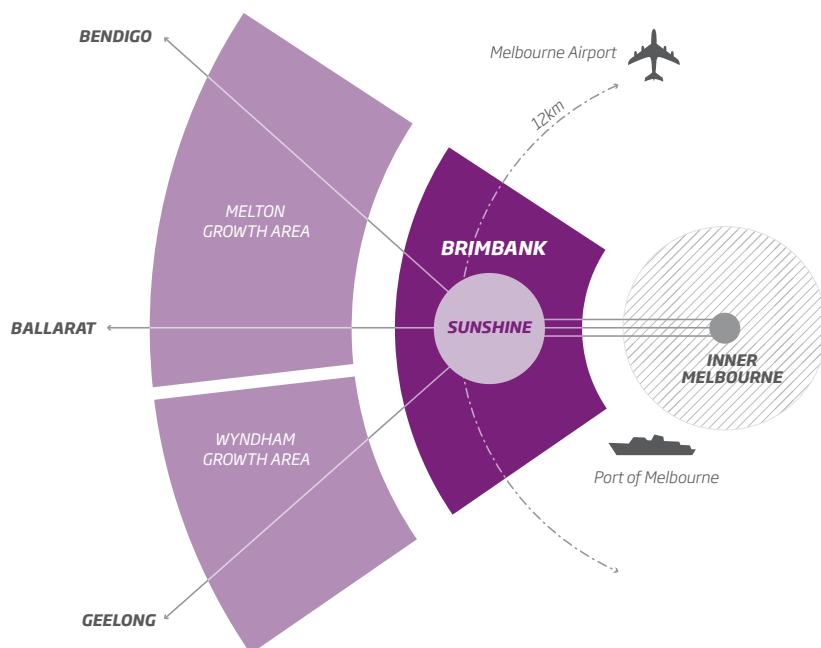 BENDIGO
Melbourne Airport
12km
MELTON
GROWTH AREA
BRIMBANK
BALLARAT
SUNSHINE
INNER
MELBOURNE
WYNDHAM
GROWTH AREA
Port of Melbourne
GEELONG